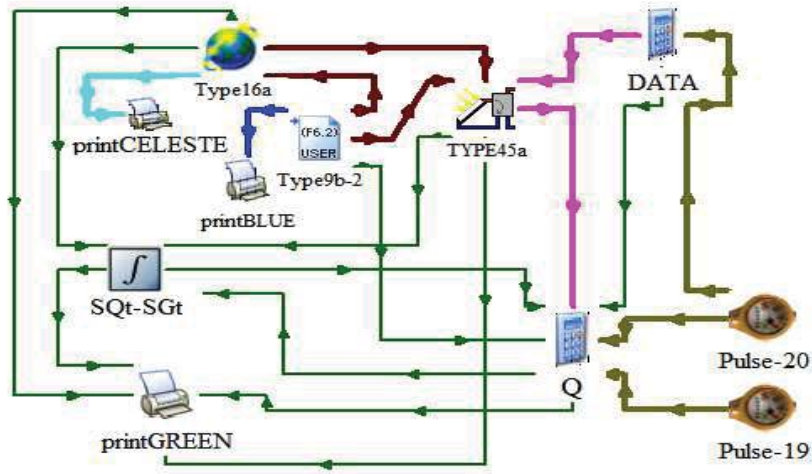 Type16a
DATA
printCELESTE
(F6.2)
USER
Type9b-2
TYPE45a
printBLUE
∫
SQt-SGt
Q
Pulse-20
printGREEN
Pulse-19